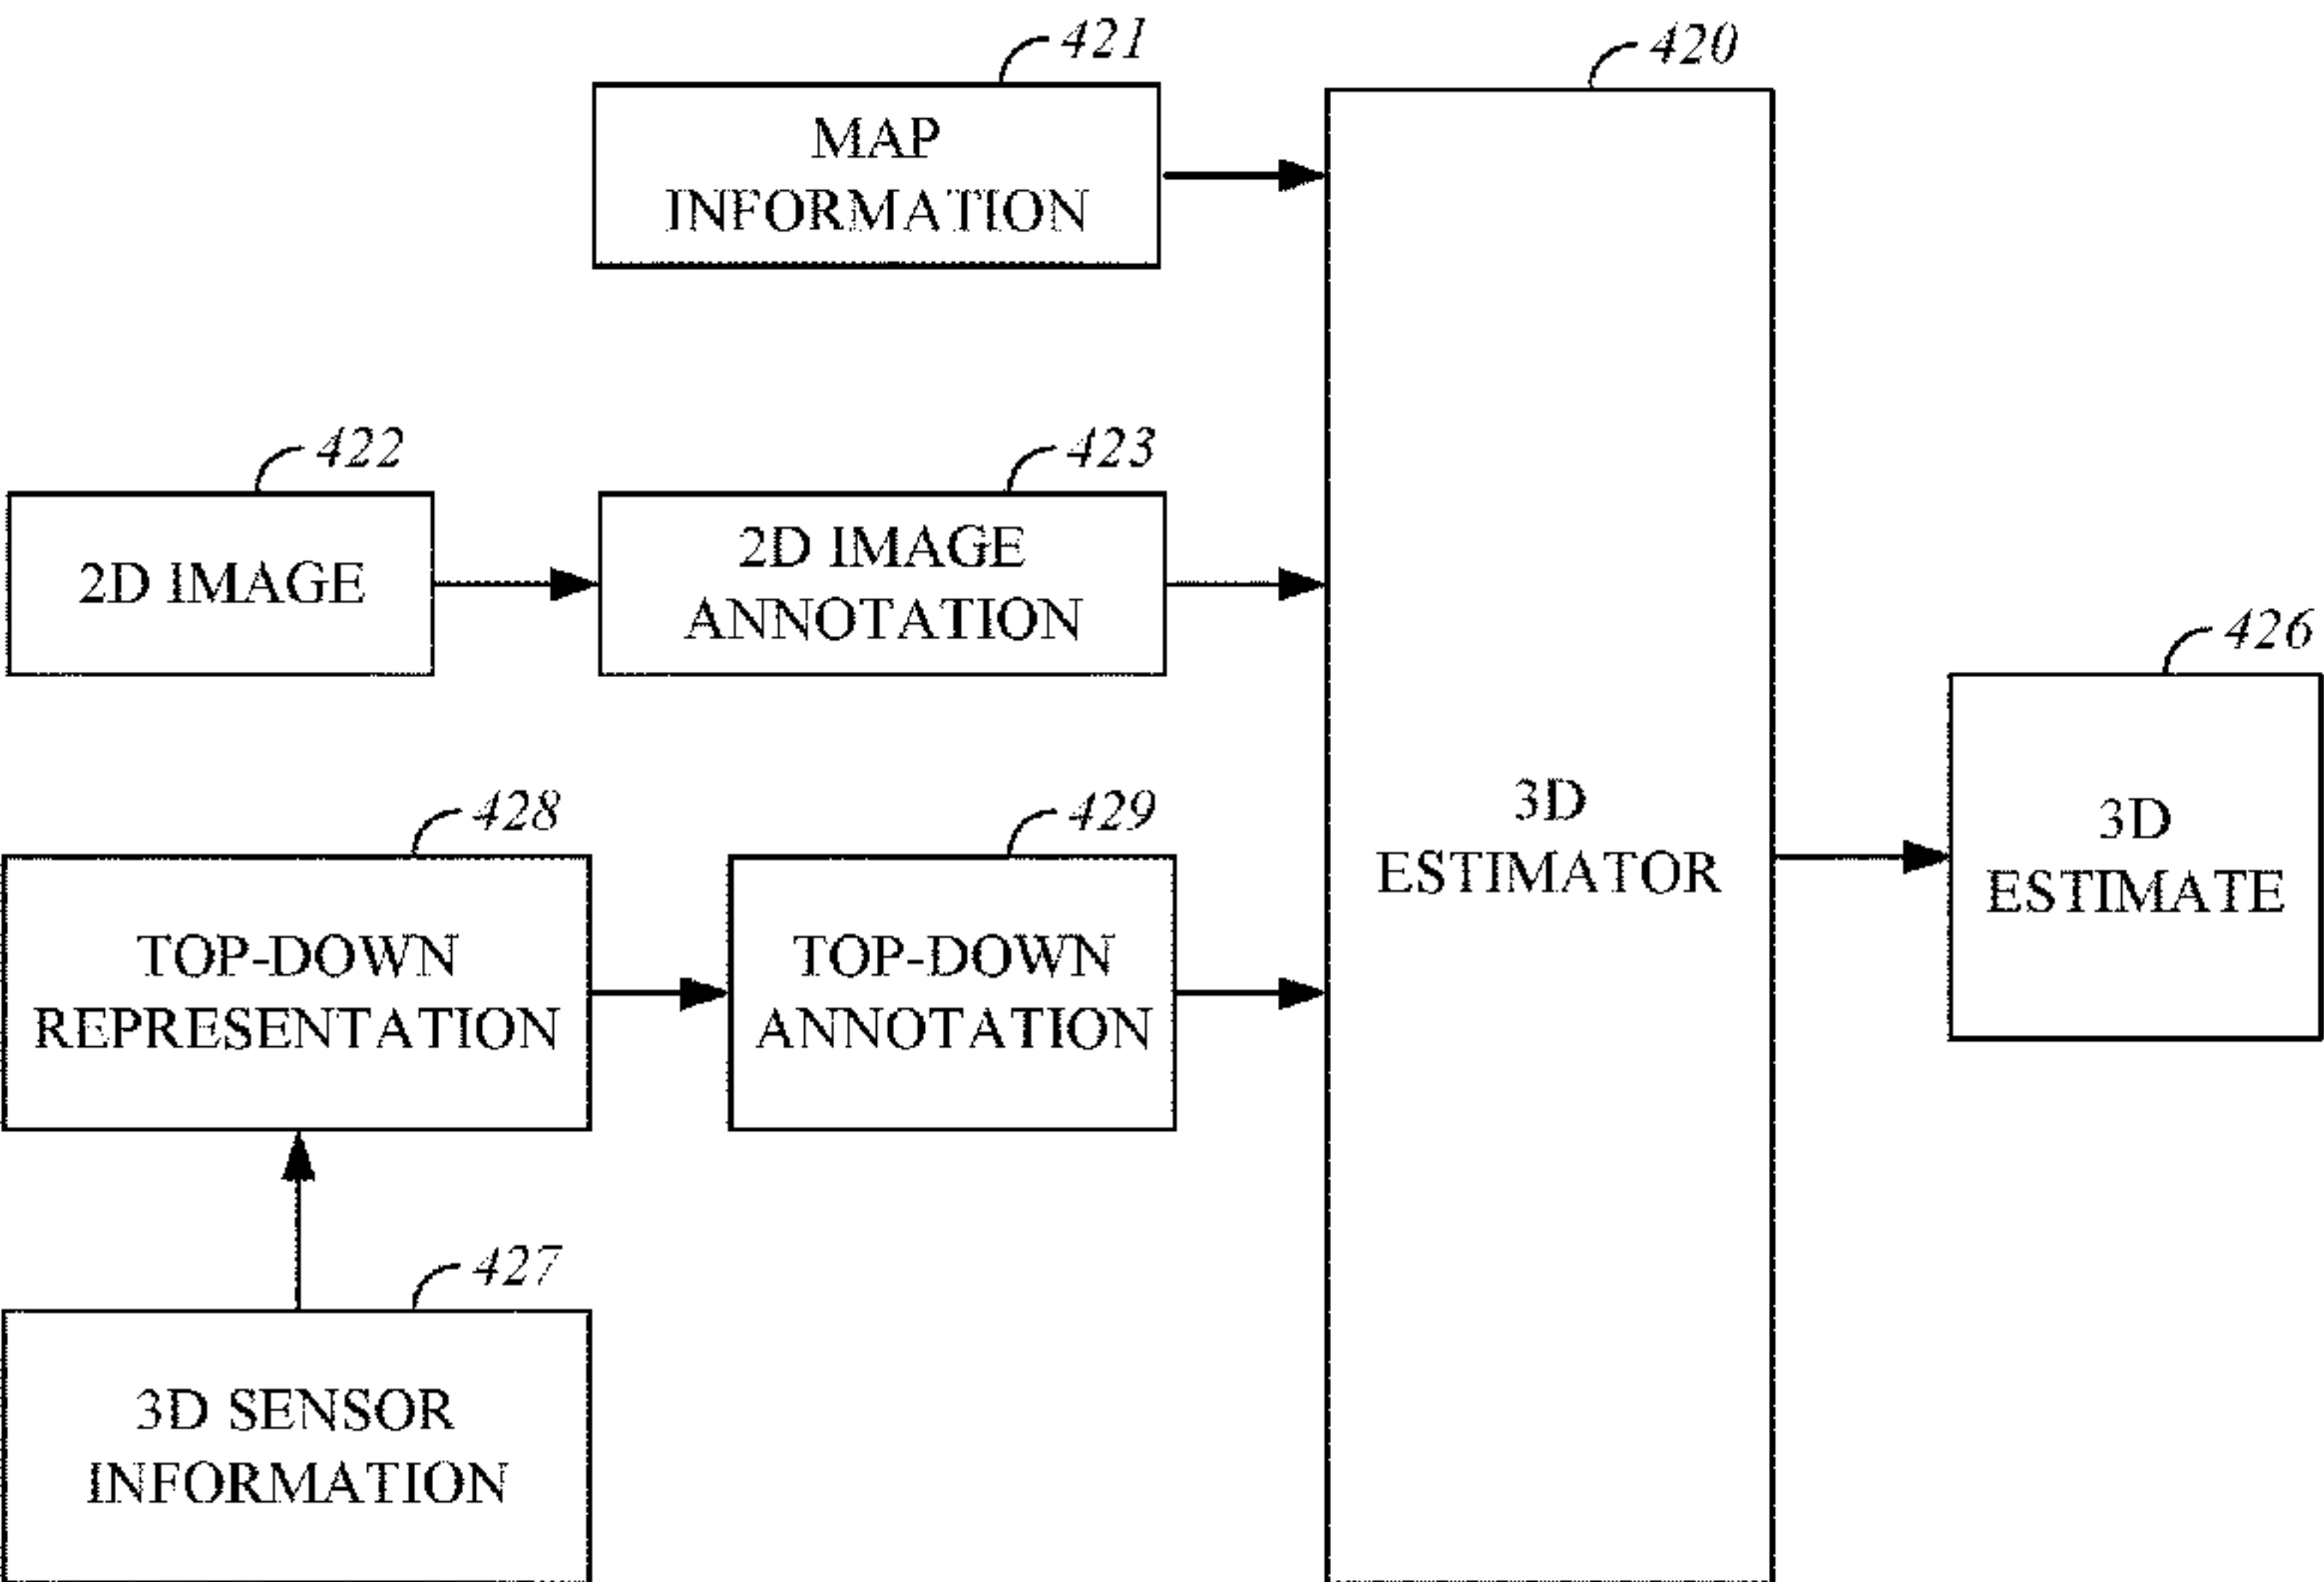 421
420
MAP
INFORMATION
422
423
2D IMAGE
2D IMAGE
ANNOTATION
426
428
429
3D
ESTIMATOR
3D
ESTIMATE
TOP-DOWN
REPRESENTATION
TOP-DOWN
ANNOTATION
427
3D SENSOR
INFORMATION